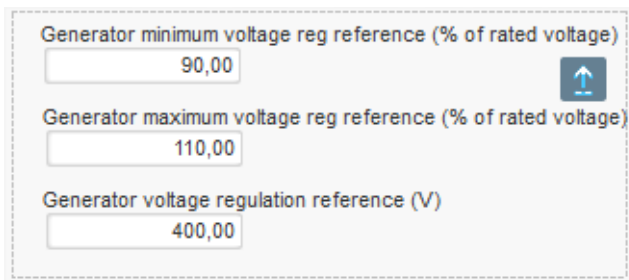 Generator minimum voltage reg reference (% of rated voltage)
90,00
Generator maximum voltage reg reference (% of rated voltage)
110,00
Generator voltage regulation reference (V)
400,00